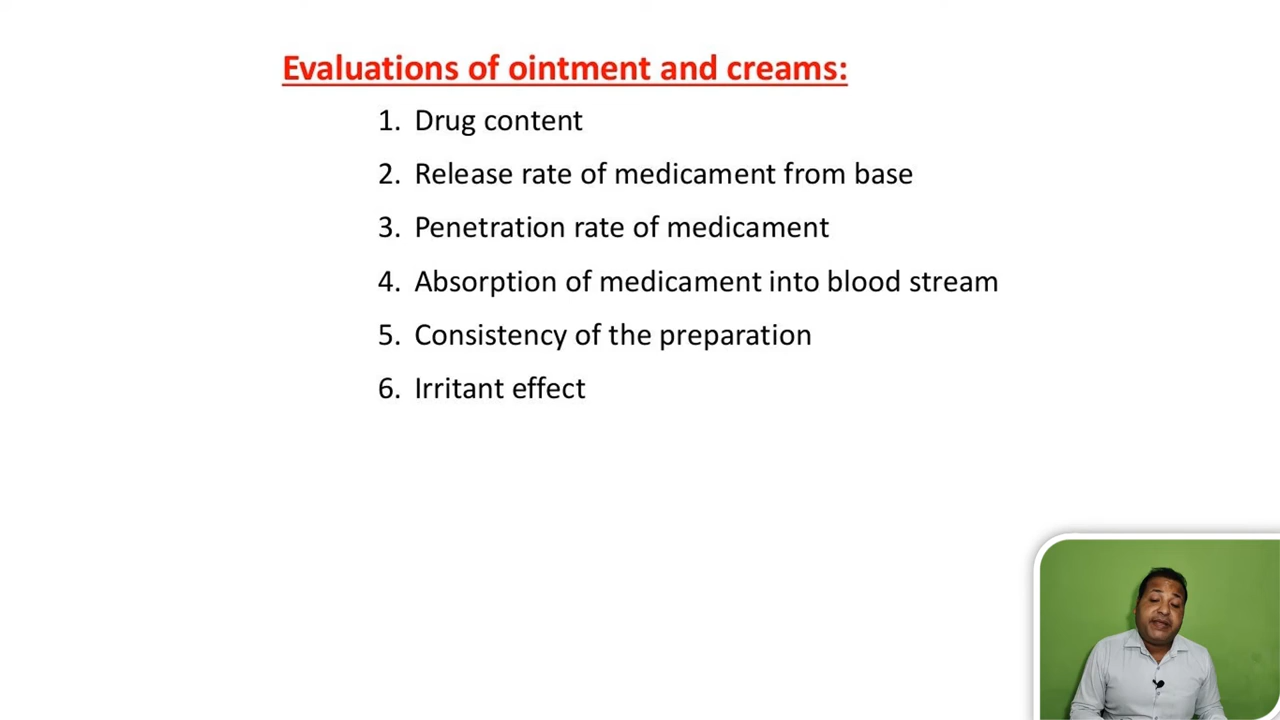 Evaluations of ointment and creams:
1. Drug content
2. Release rate of medicament from base
3. Penetration rate of medicament
4. Absorption of medicament into blood stream
5. Consistency of the preparation
6. Irritant effect